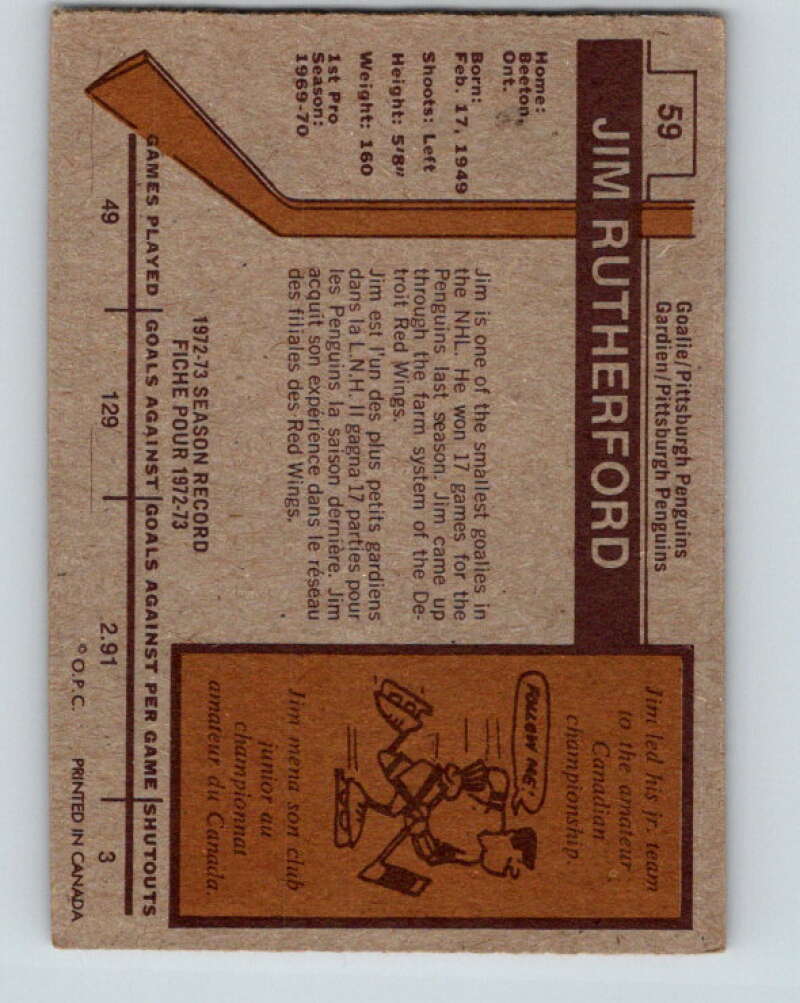 59
Goalie/Pittsburgh Penguins
Gardien/Pittsburgh Penguins
JIM RUTHERFORD
Home:
Beeton,
Ont.
Born:
Feb. 17, 1949
Shoots: Left
Height: 5'8"
Weight: 160
1st Pro
Season:
1969-70
Jim is one of the smallest goalies in
the NHL. He won 17 games for the
Penguins last season. Jim came up
through the farm system of the De-
troit Red Wings.
Jim est l'un des plus petits gardiens
dans la L.N.H. Il gagna 17 parties pour
les Penguins la saison dernière. Jim
acquit son expérience dans le réséau
des filiales des Red Wings.
Jim led his jr. team
to the amateur
Canadian
championship.
FOLLOW ME!
Jim mena son club
junior au
championnat
amateur du Canada.
1972-73 SEASON RECORD
FICHE POUR 1972-73
GAMES PLAYED GOALS AGAINST GOALS AGAINST PER GAME SHUTOUTS
49 129 2.91 3
© O.P.C. PRINTED IN CANADA